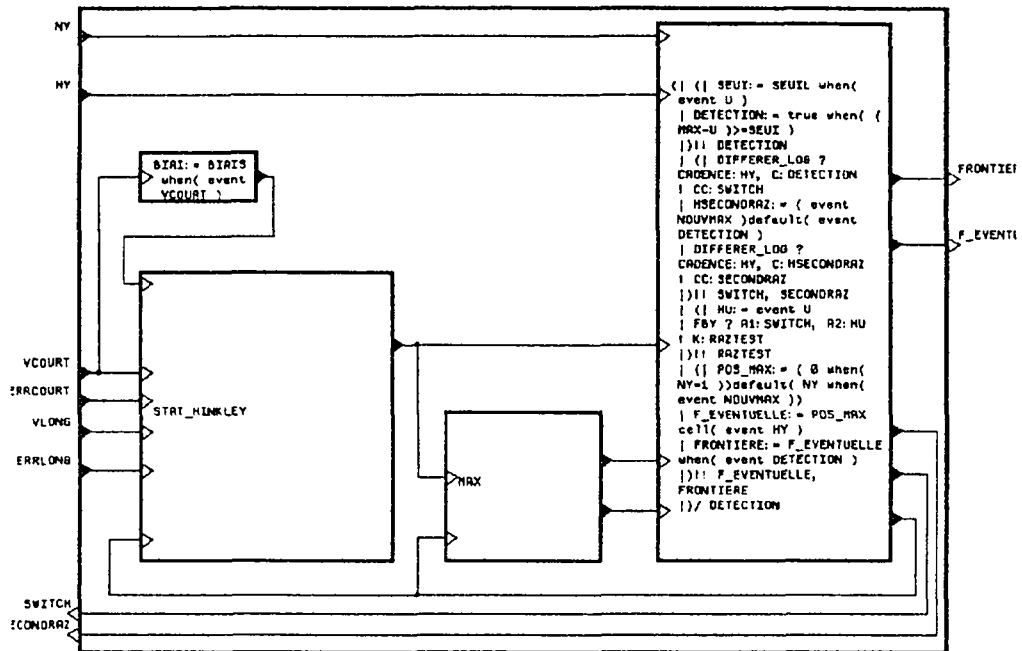 NY
HY
BIAI:= BIAIS
when( event
VCOURT )
(| (| SEUI:= SEUIL when(
event U )
| DETECTION:= true when( (
MAX-U )>=SEUI )
|)!! DETECTION
| (| DIFFERER_LOG ?
CADENCE: HY, C: DETECTION
! CC: SWITCH
| HSECONDRAZ:= ( event
NOUVMAX )default( event
DETECTION )
| DIFFERER_LOG ?
CADENCE: HY, C: HSECONDRAZ
! CC: SECONDRAZ
|)!! SWITCH, SECONDRAZ
| (| HU:= event U
| FBY ? A1: SWITCH, A2: HU
! K: RAZTEST
|)!! RAZTEST
| (| POS_MAX:= ( 0 when(
NY=1 ))default( NY when(
event NOUVMAX ))
| F_EVENTUELLE:= POS_MAX
cell( event HY )
| FRONTIERE:= F_EVENTUELLE
when( event DETECTION )
|)!! F_EVENTUELLE,
FRONTIERE
|)/ DETECTION
FRONTIEF
F_EVENTU
VCOURT
ERRCOURT
VLONG
ERRLONG
STAT_HINKLEY
MAX
SWITCH
ECONDRAZ